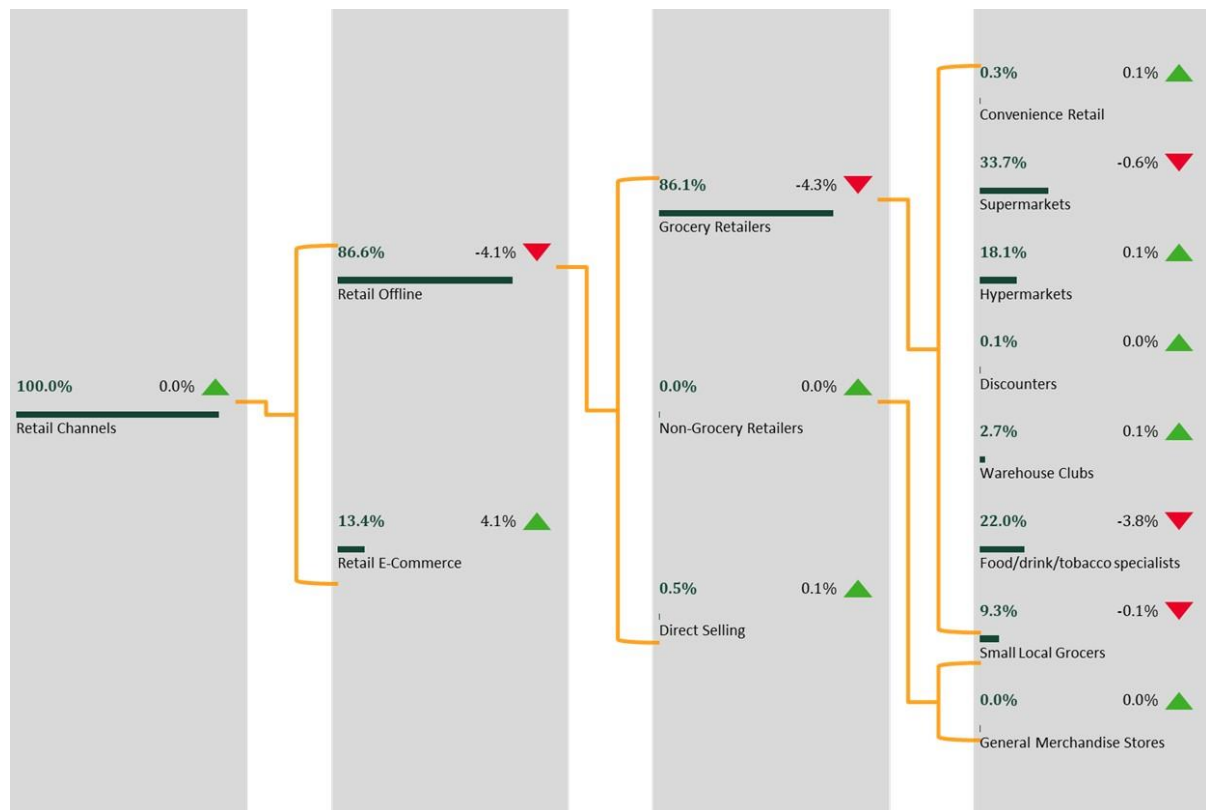 100.0% 0.0%
Retail Channels
86.6% -4.1%
Retail Offline
13.4% 4.1%
Retail E-Commerce
86.1% -4.3%
Grocery Retailers
0.0% 0.0%
Non-Grocery Retailers
0.5% 0.1%
Direct Selling
0.3% 0.1%
Convenience Retail
33.7% -0.6%
Supermarkets
18.1% 0.1%
Hypermarkets
0.1% 0.0%
Discounters
2.7% 0.1%
Warehouse Clubs
22.0% -3.8%
Food/drink/tobacco specialists
9.3% -0.1%
Small Local Grocers
0.0% 0.0%
General Merchandise Stores